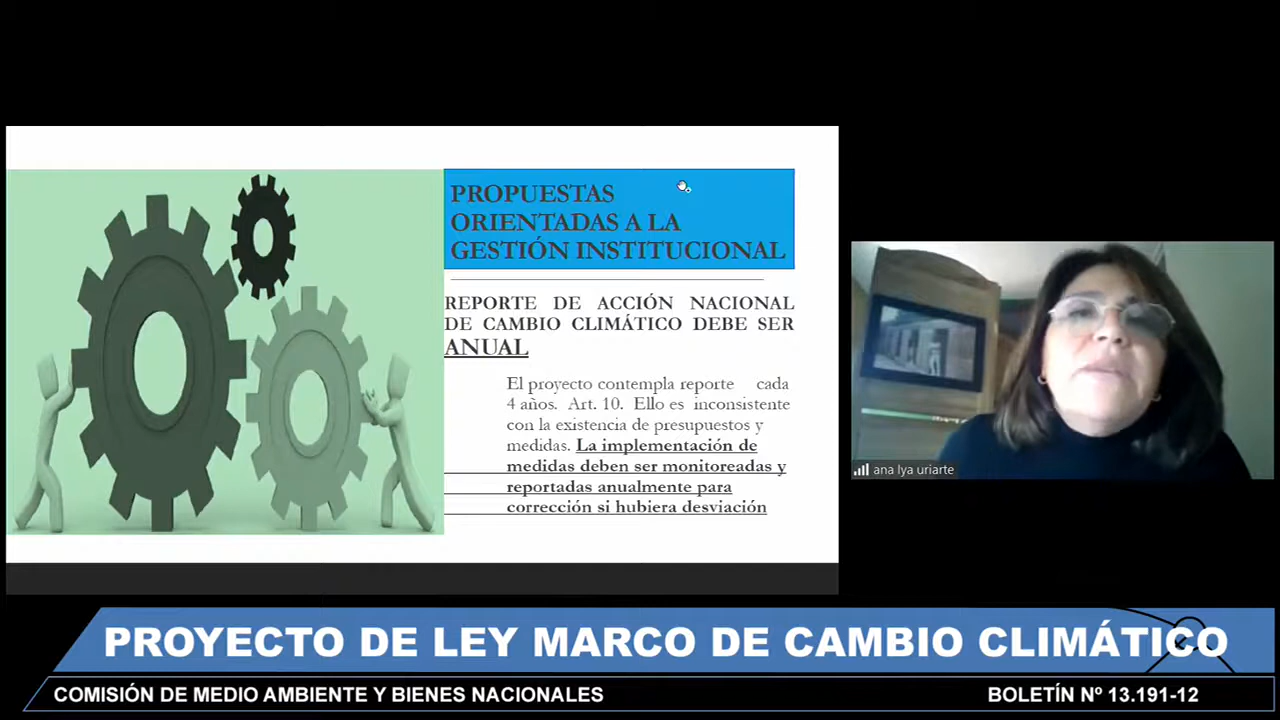 PROPUESTAS
ORIENTADAS A LA
GESTIÓN INSTITUCIONAL
REPORTE DE ACCIÓN NACIONAL
DE CAMBIO CLIMÁTICO DEBE SER
ANUAL
El proyecto contempla reporte cada
4 años. Art. 10. Ello es inconsistente
con la existencia de presupuestos y
medidas. La implementación de
medidas deben ser monitoreadas y
reportadas anualmente para
corrección si hubiera desviación
ana lya uriarte
PROYECTO DE LEY MARCO DE CAMBIO CLIMÁTICO
COMISIÓN DE MEDIO AMBIENTE Y BIENES NACIONALES
BOLETÍN Nº 13.191-12